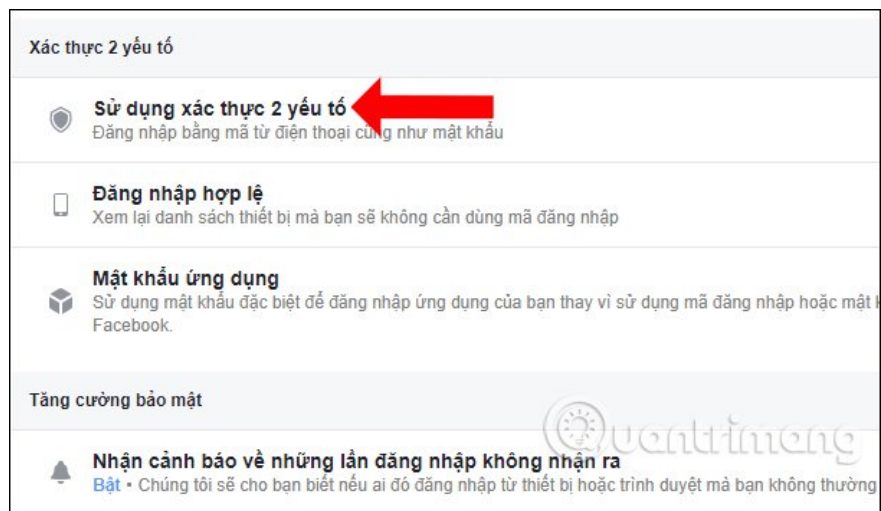 Xác thực 2 yếu tố
Sử dụng xác thực 2 yếu tố
Đăng nhập bằng mã từ điện thoại cũng như mật khẩu
Đăng nhập hợp lệ
Xem lại danh sách thiết bị mà bạn sẽ không cần dùng mã đăng nhập
Mật khẩu ứng dụng
Sử dụng mật khẩu đặc biệt để đăng nhập ứng dụng của bạn thay vì sử dụng mã đăng nhập hoặc mật
Facebook.
Tăng cường bảo mật
Quantrimang
Nhận cảnh báo về những lần đăng nhập không nhận ra
Bật • Chúng tôi sẽ cho bạn biết nếu ai đó đăng nhập từ thiết bị hoặc trình duyệt mà bạn không thường